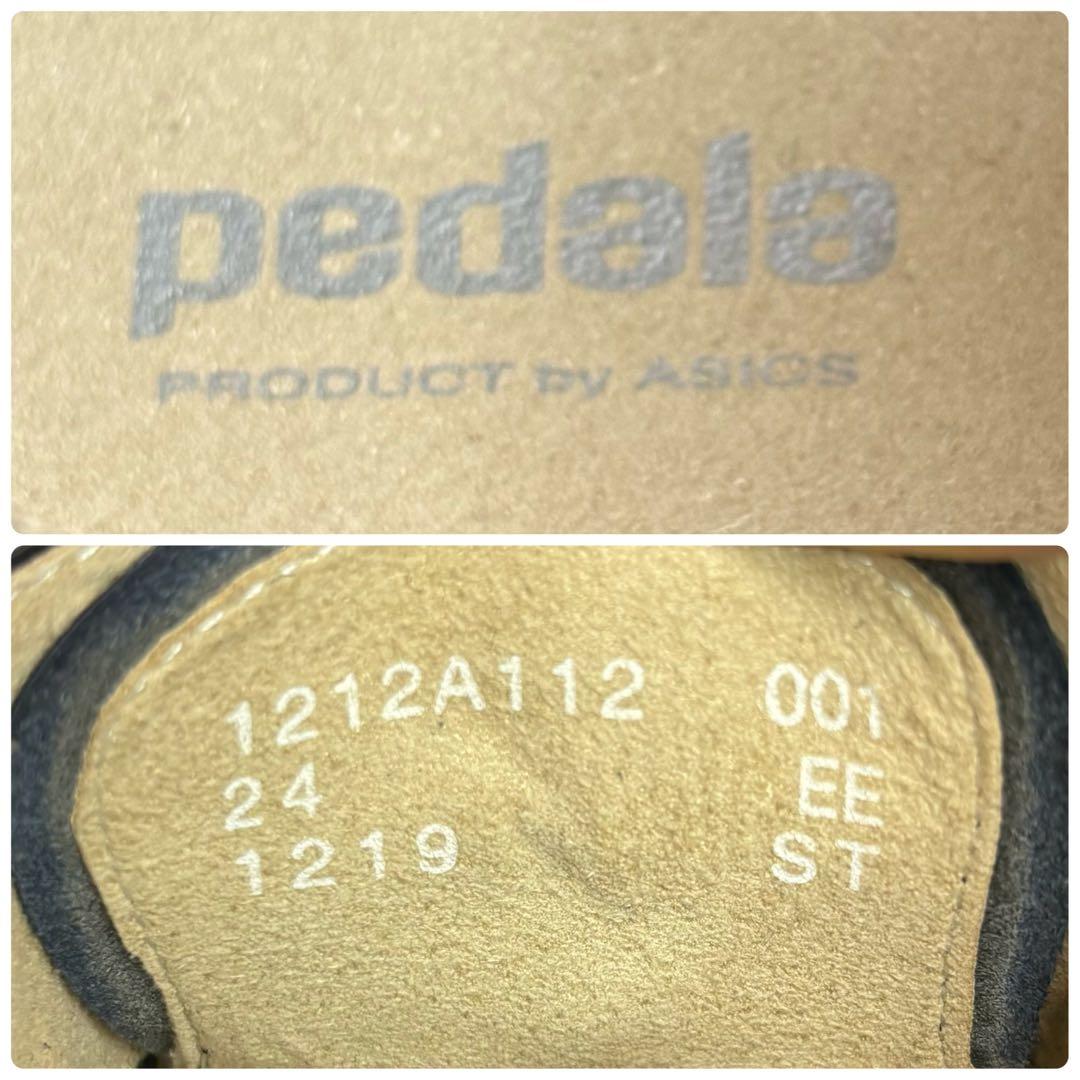 pedala
PRODUCT by ASICS
1212A112 001
24 EE
1219 ST